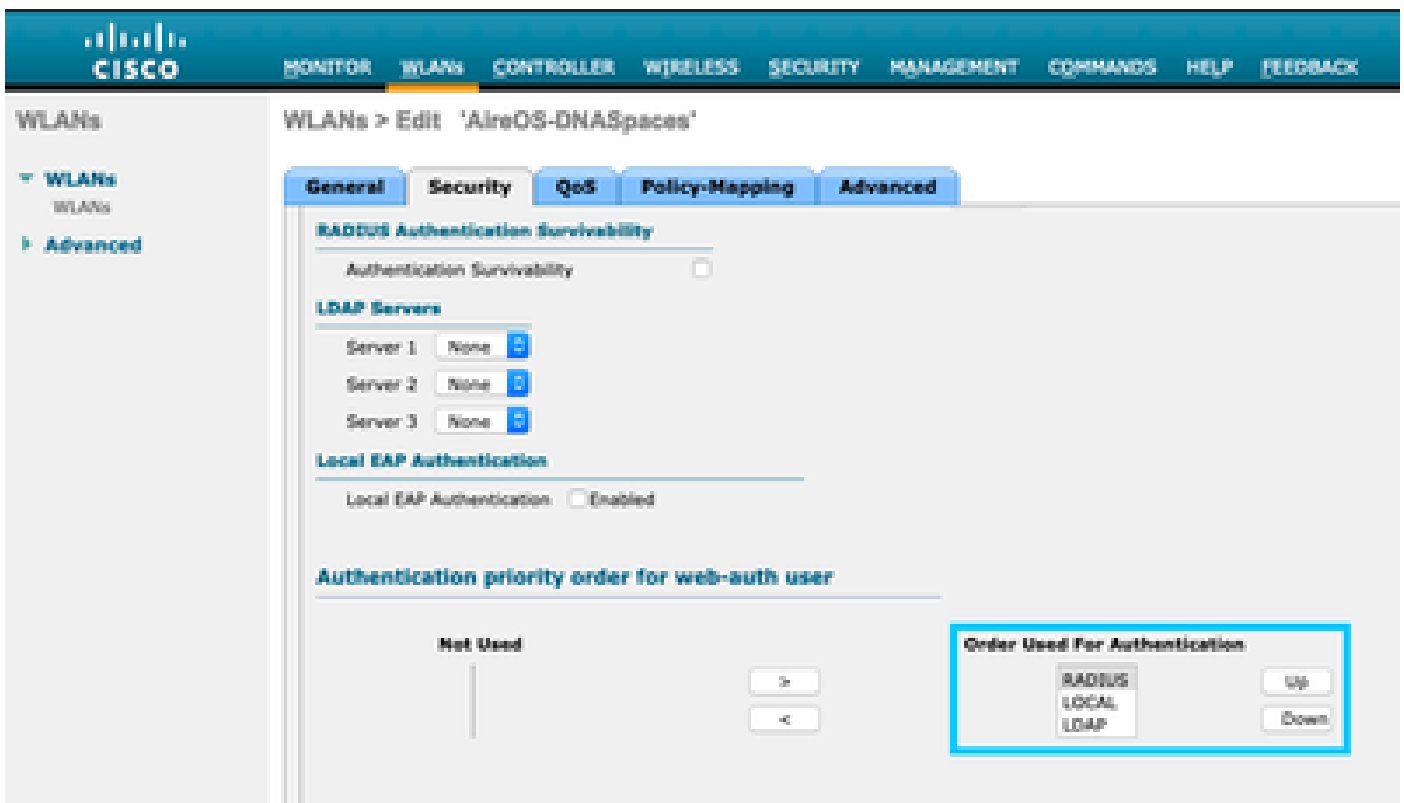 CISCO
MONITOR WLANs CONTROLLER WIRELESS SECURITY MANAGEMENT COMMANDS HELP FEEDBACK
WLANs
WLANs > Edit 'AireOS-DNASpaces'
WLANs
WLANs
Advanced
General Security QoS Policy-Mapping Advanced
RADIUS Authentication Survivability
Authentication Survivability
LDAP Servers
Server 1 None
Server 2 None
Server 3 None
Local EAP Authentication
Local EAP Authentication Enabled
Authentication priority order for web-auth user
Not Used
Order Used For Authentication
> RADIUS Up
LOCAL
< LDAP Down